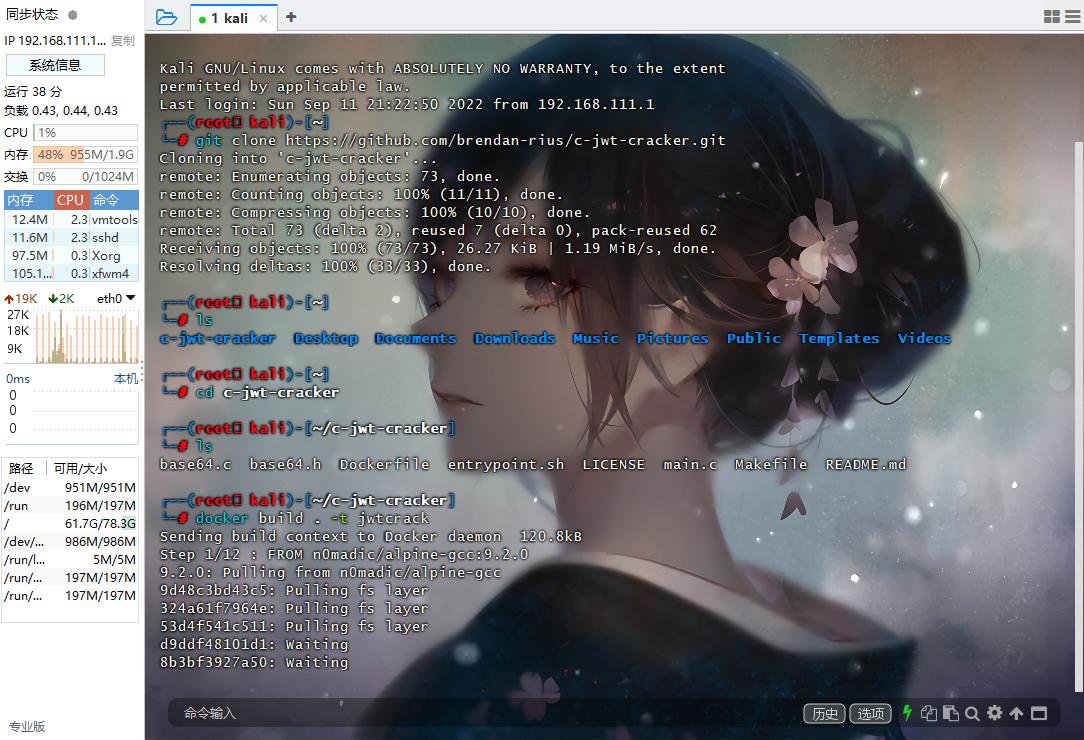 同步状态
IP 192.168.111.1... 复制
系统信息
运行 38 分
负载 0.43, 0.44, 0.43
CPU 1%
内存 48% 955M/1.9G
交换 0% 0/1024M
内存 CPU 命令
12.4M 2.3 vmtools
11.6M 2.3 sshd
97.5M 0.3 Xorg
105.1... 0.3 xfwm4
19K 2K eth0
27K
18K
9K
0ms 本机
0
0
0
路径 可用/大小
/dev 951M/951M
/run 196M/197M
/ 61.7G/78.3G
/dev/... 986M/986M
/run/l... 5M/5M
/run/... 197M/197M
/run/... 197M/197M
专业版
1 kali
Kali GNU/Linux comes with ABSOLUTELY NO WARRANTY, to the extent
permitted by applicable law.
Last login: Sun Sep 11 21:22:50 2022 from 192.168.111.1
┌──(root□ kali)-[~]
└─# git clone https://github.com/brendan-rius/c-jwt-cracker.git
Cloning into 'c-jwt-cracker'...
remote: Enumerating objects: 73, done.
remote: Counting objects: 100% (11/11), done.
remote: Compressing objects: 100% (10/10), done.
remote: Total 73 (delta 2), reused 7 (delta 0), pack-reused 62
Receiving objects: 100% (73/73), 26.27 KiB | 1.19 MiB/s, done.
Resolving deltas: 100% (33/33), done.
┌──(root□ kali)-[~]
└─# ls
c-jwt-cracker Desktop Documents Downloads Music Pictures Public Templates Videos
┌──(root□ kali)-[~]
└─# cd c-jwt-cracker
┌──(root□ kali)-[~/c-jwt-cracker]
└─# ls
base64.c base64.h Dockerfile entrypoint.sh LICENSE main.c Makefile README.md
┌──(root□ kali)-[~/c-jwt-cracker]
└─# docker build . -t jwtcrack
Sending build context to Docker daemon 120.8kB
Step 1/12 : FROM n0madic/alpine-gcc:9.2.0
9.2.0: Pulling from n0madic/alpine-gcc
9d48c3bd43c5: Pulling fs layer
324a61f7964e: Pulling fs layer
53d4f541c511: Pulling fs layer
d9ddf48101d1: Waiting
8b3bf3927a50: Waiting
命令输入 历史 选项